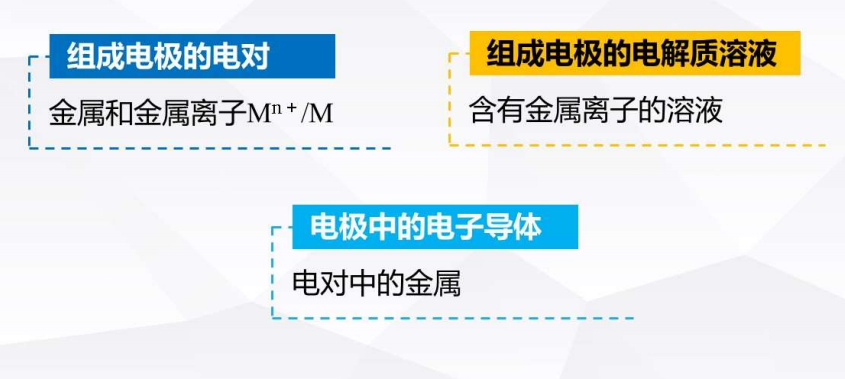 组成电极的电对
金属和金属离子Mⁿ⁺/M
组成电极的电解质溶液
含有金属离子的溶液
电极中的电子导体
电对中的金属